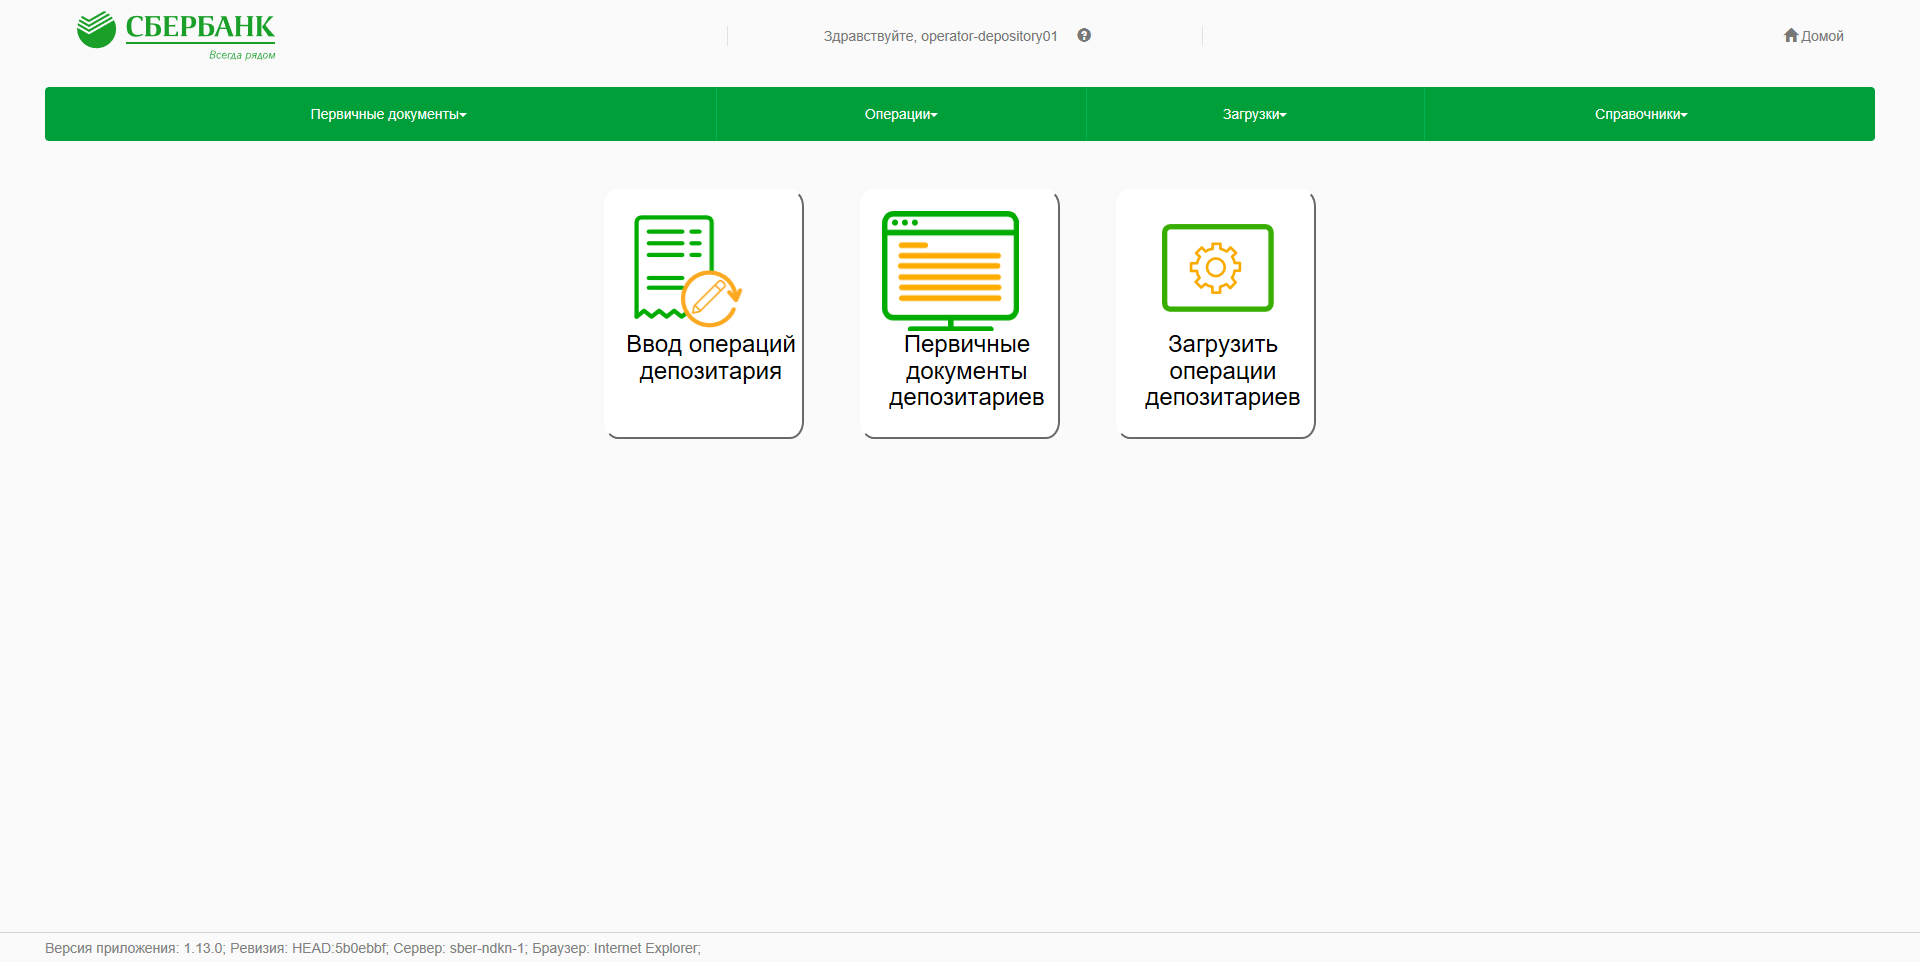 СБЕРБАНК
Всегда рядом
Здравствуйте, operator-depository01
Домой
Первичные документы
Операции
Загрузки
Справочники
Ввод операций
депозитария
Первичные
документы
депозитариев
Загрузить
операции
депозитариев
Версия приложения: 1.13.0; Ревизия: HEAD:5b0ebbf; Сервер: sber-ndkn-1; Браузер: Internet Explorer;